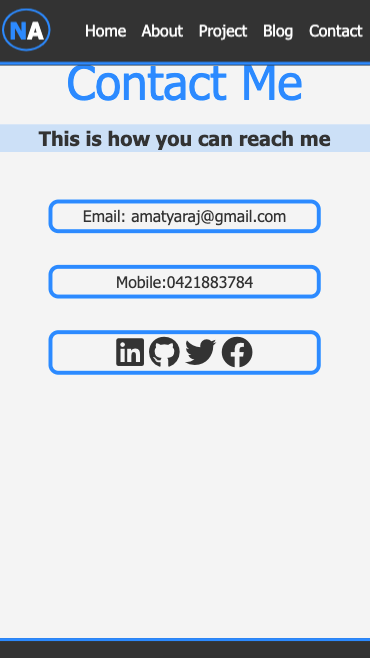 NA
Home About Project Blog Contact
Contact Me
This is how you can reach me
Email: amatyaraj@gmail.com
Mobile:0421883784
in